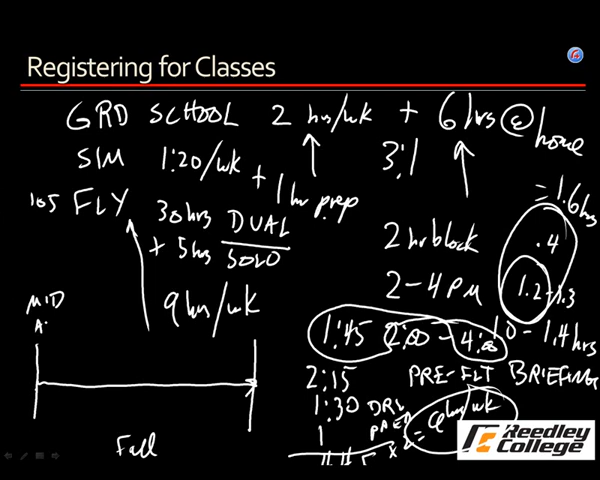 Registering for Classes
GRD SCHOOL 2 hrs/wk + 6 hrs @ home
SIM 1:20/wk + 1 hr prep 3:1
105 FLY 30 hrs DUAL
+ 5 hrs SOLO
= 1.6 hrs
.4
2 hr block
1.2 - 1.3
2-4 PM
9 hrs/wk
MID
A.
1:45 2:00 - 4:00
1.0 - 1.4 hrs
2:15 PRE-FLT BRIEFING
1:30 PREP
1
= 9 hr/wk
Fall
Reedley
College